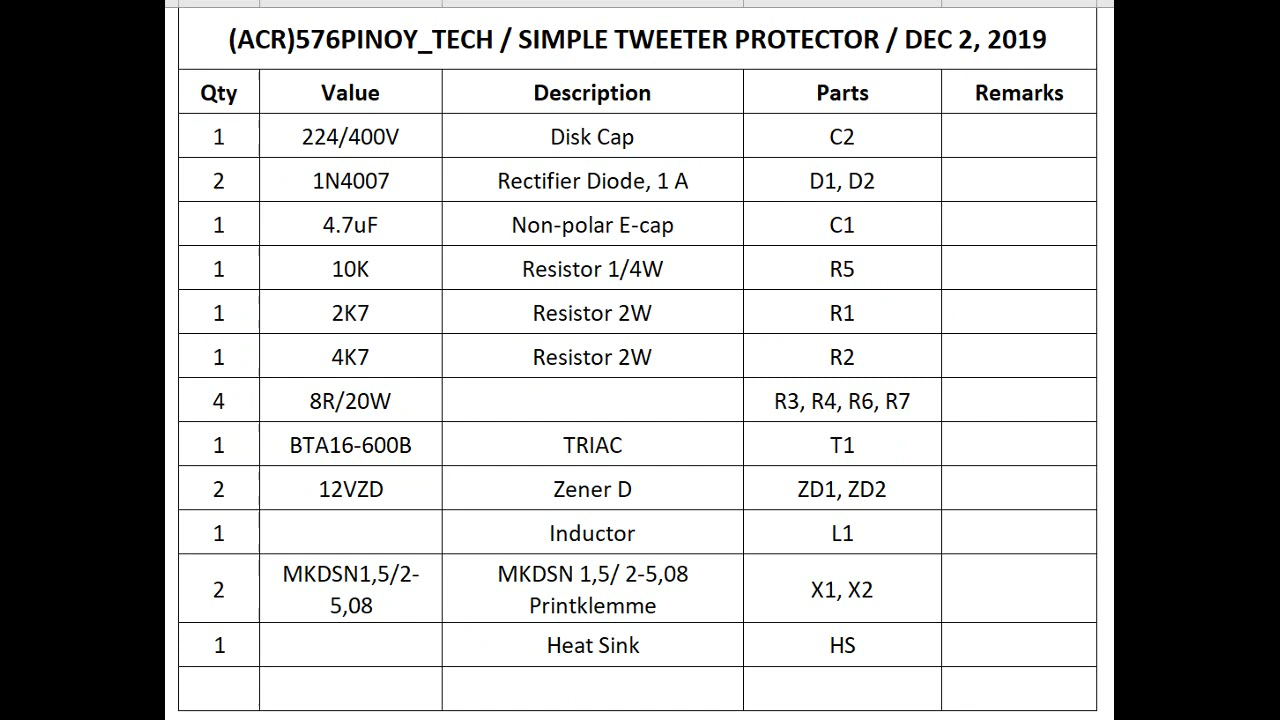 (ACR)576PINOY_TECH / SIMPLE TWEETER PROTECTOR / DEC 2, 2019
Qty Value Description Parts Remarks
1 224/400V Disk Cap C2
2 1N4007 Rectifier Diode, 1 A D1, D2
1 4.7uF Non-polar E-cap C1
1 10K Resistor 1/4W R5
1 2K7 Resistor 2W R1
1 4K7 Resistor 2W R2
4 8R/20W R3, R4, R6, R7
1 BTA16-600B TRIAC T1
2 12VZD Zener D ZD1, ZD2
1 Inductor L1
2 MKDSN1,5/2-5,08 MKDSN 1,5/ 2-5,08 Printklemme X1, X2
1 Heat Sink HS